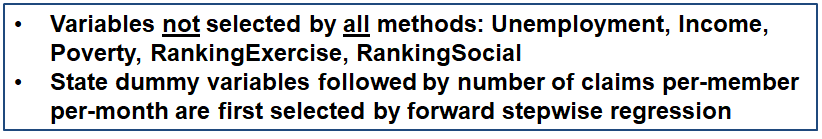 • Variables not selected by all methods: Unemployment, Income,
Poverty, RankingExercise, RankingSocial
• State dummy variables followed by number of claims per-member
per-month are first selected by forward stepwise regression